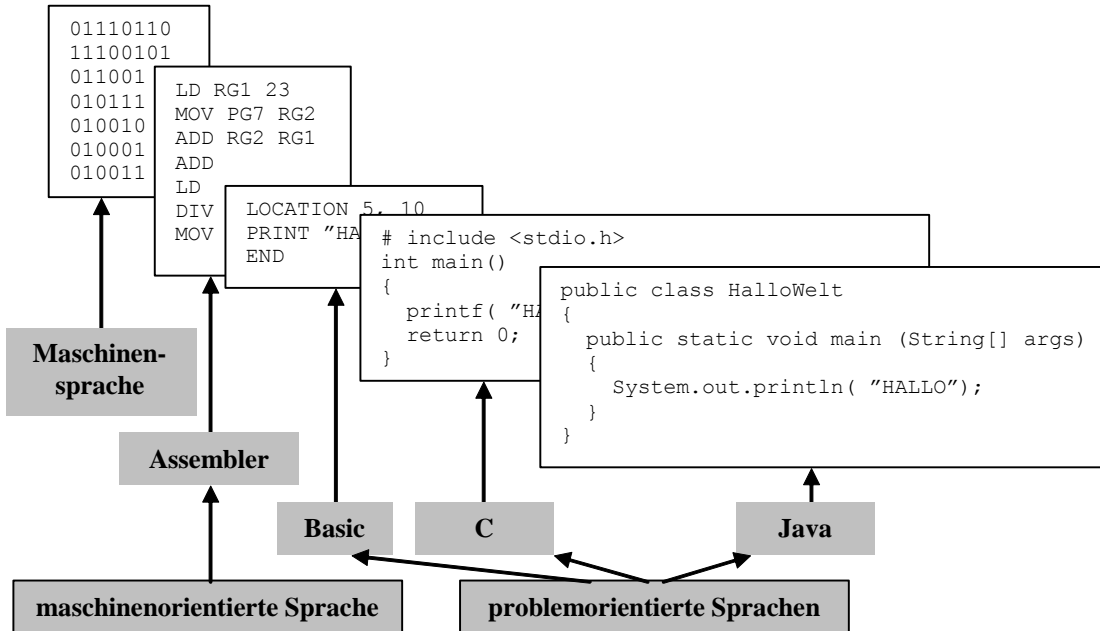 01110110
11100101
011001
010111
010010
010001
010011
LD RG1 23
MOV PG7 RG2
ADD RG2 RG1
ADD
LD
DIV
MOV
LOCATION 5, 10
PRINT ”HA
END
# include <stdio.h>
int main()
{
printf( ”HA
return 0;
}
public class HalloWelt
{
public static void main (String[] args)
{
System.out.println( ”HALLO”);
}
}
Maschinen-
sprache
Assembler
Basic
C
Java
maschinenorientierte Sprache
problemorientierte Sprachen